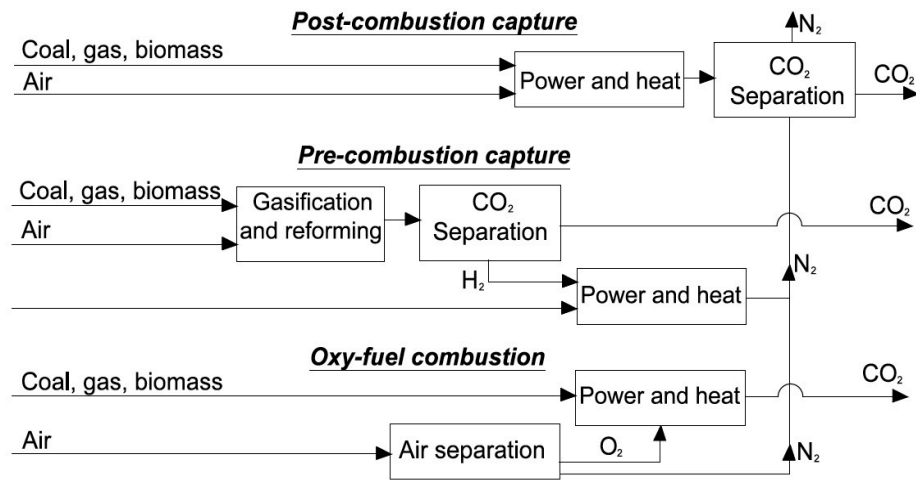 Post-combustion capture
N₂
Coal, gas, biomass
Air
Power and heat
CO₂
Separation
CO₂
Pre-combustion capture
Coal, gas, biomass
Air
Gasification
and reforming
CO₂
Separation
CO₂
H₂
N₂
Power and heat
Oxy-fuel combustion
Coal, gas, biomass
Power and heat
CO₂
Air
Air separation
O₂
N₂